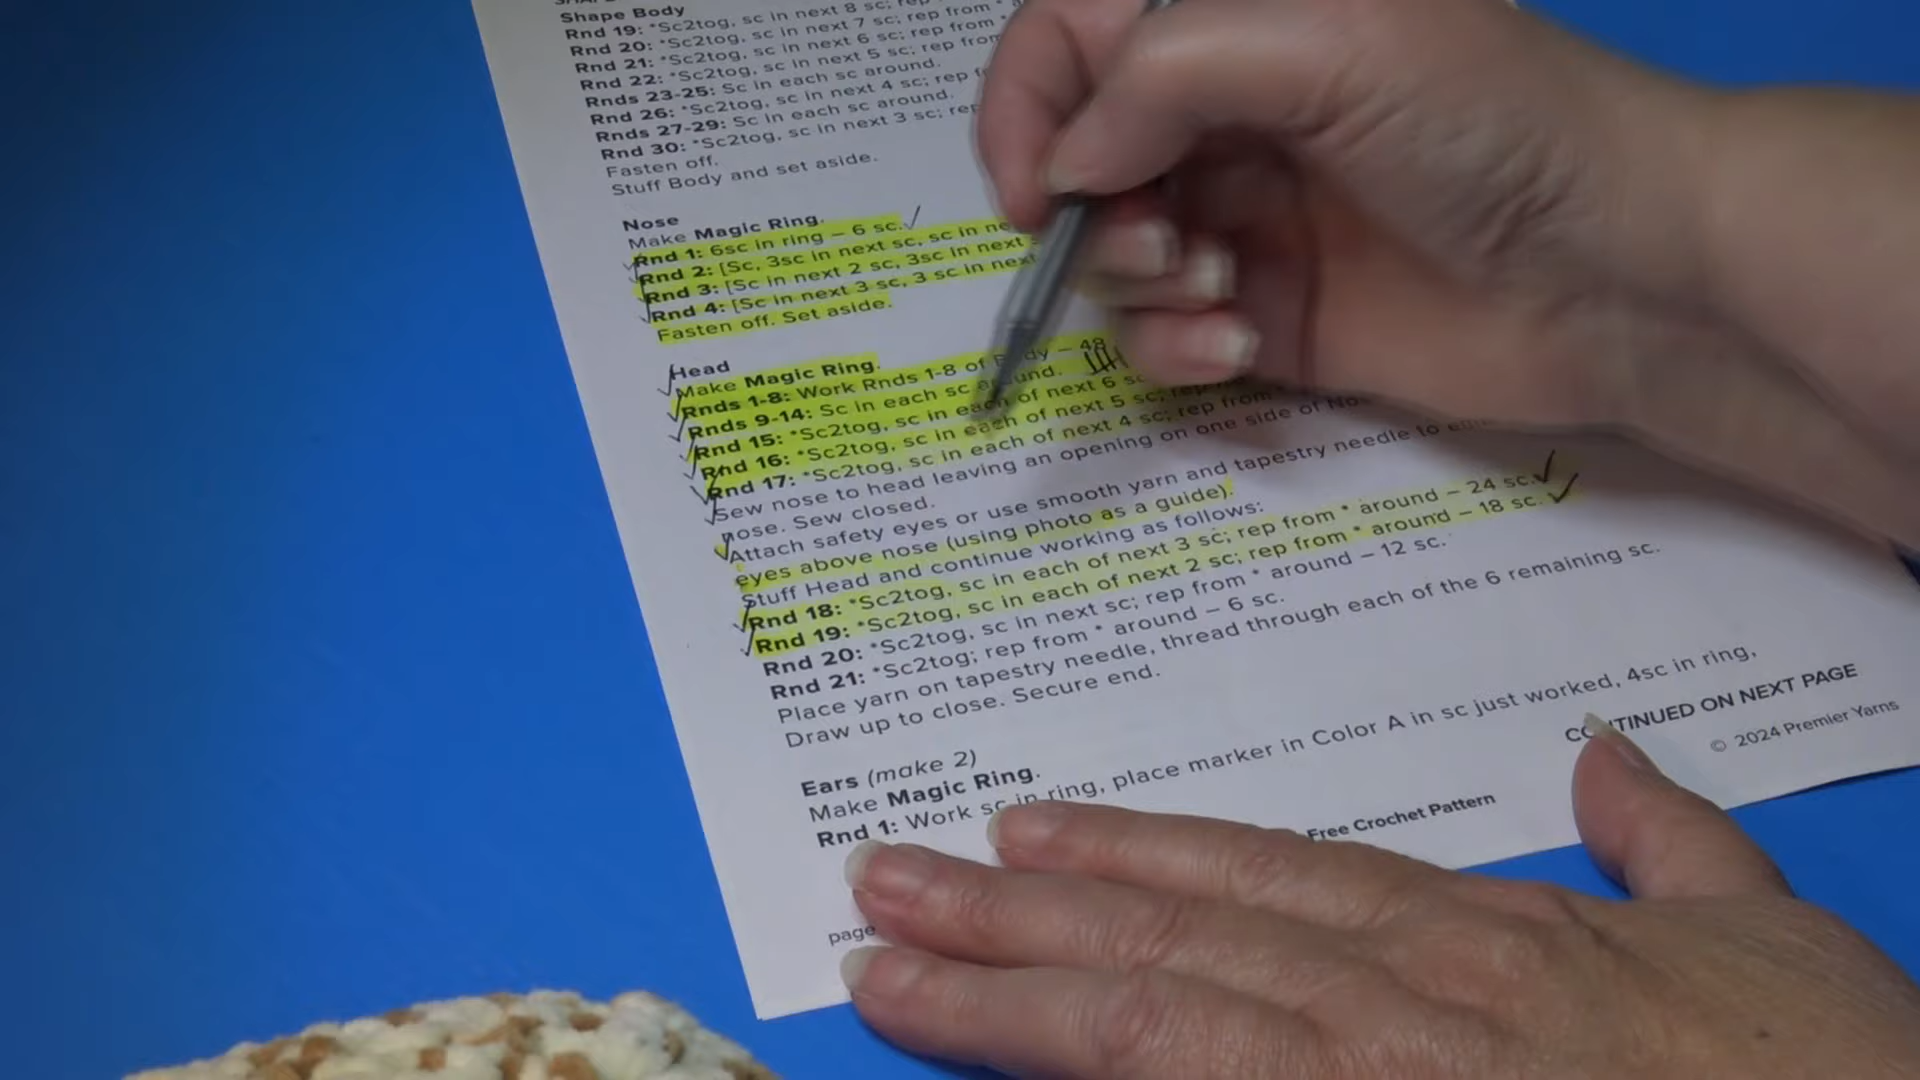 Shape Body
Rnd 19: *Sc2tog, sc in next 8 sc; rep
Rnd 20: *Sc2tog, sc in next 7 sc; rep from *
Rnd 21: *Sc2tog, sc in next 6 sc; rep from
Rnd 22: *Sc2tog, sc in next 5 sc; rep from
Rnds 23-25: Sc in each sc around.
Rnd 26: *Sc2tog, sc in next 4 sc; rep
Rnds 27-29: Sc in each sc around.
Rnd 30: *Sc2tog, sc in next 3 sc; rep
Fasten off.
Stuff Body and set aside.
Nose
Make Magic Ring.
Rnd 1: 6sc in ring – 6 sc.
Rnd 2: [Sc, 3sc in next sc, sc in
Rnd 3: [Sc in next 2 sc, 3sc in next
Rnd 4: [Sc in next 3 sc, 3 sc in next
Fasten off. Set aside.
Head
Make Magic Ring.
Rnds 1-8: Work Rnds 1-8 of Body – 48
Rnds 9-14: Sc in each sc around.
Rnd 15: *Sc2tog, sc in each of next 6 sc
Rnd 16: *Sc2tog, sc in each of next 5 sc; rep
Rnd 17: *Sc2tog, sc in each of next 4 sc; rep from
Sew nose to head leaving an opening on one side of
nose. Sew closed.
Attach safety eyes or use smooth yarn and tapestry needle to
eyes above nose (using photo as a guide).
Stuff Head and continue working as follows:
Rnd 18: *Sc2tog, sc in each of next 3 sc; rep from * around – 24 sc.
Rnd 19: *Sc2tog, sc in each of next 2 sc; rep from * around – 18 sc.
Rnd 20: *Sc2tog, sc in next sc; rep from * around – 12 sc.
Rnd 21: *Sc2tog; rep from * around – 6 sc.
Place yarn on tapestry needle, thread through each of the 6 remaining sc.
Draw up to close. Secure end.
Ears (make 2)
Make Magic Ring.
Rnd 1: Work sc in ring, place marker in Color A in sc just worked, 4sc in ring,
CONTINUED ON NEXT PAGE
© 2024 Premier Yarns
Free Crochet Pattern
page